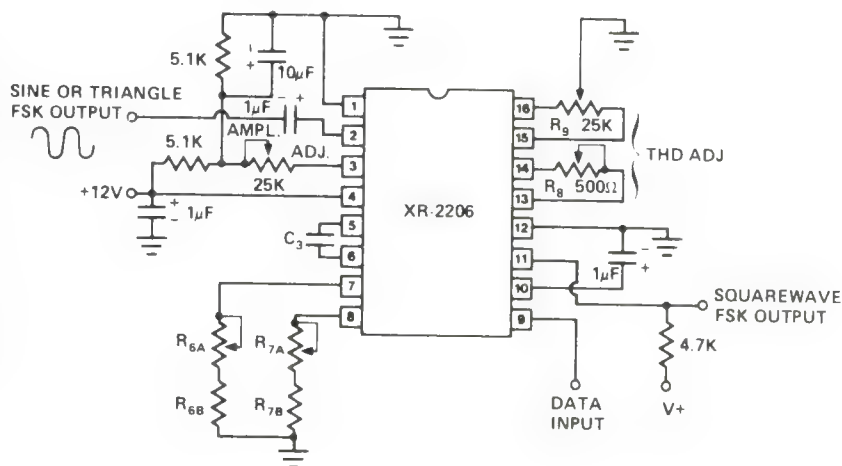 5.1K
10µF
SINE OR TRIANGLE
FSK OUTPUT
1µF
AMPL.
ADJ.
5.1K
25K
+12V
1µF
C3
R6A
R7A
R6B
R7B
1
2
3
4
5
6
7
8
XR-2206
16
15
14
13
12
11
10
9
R9
25K
THD ADJ
R8
500Ω
1µF
SQUAREWAVE
FSK OUTPUT
4.7K
DATA
INPUT
V+